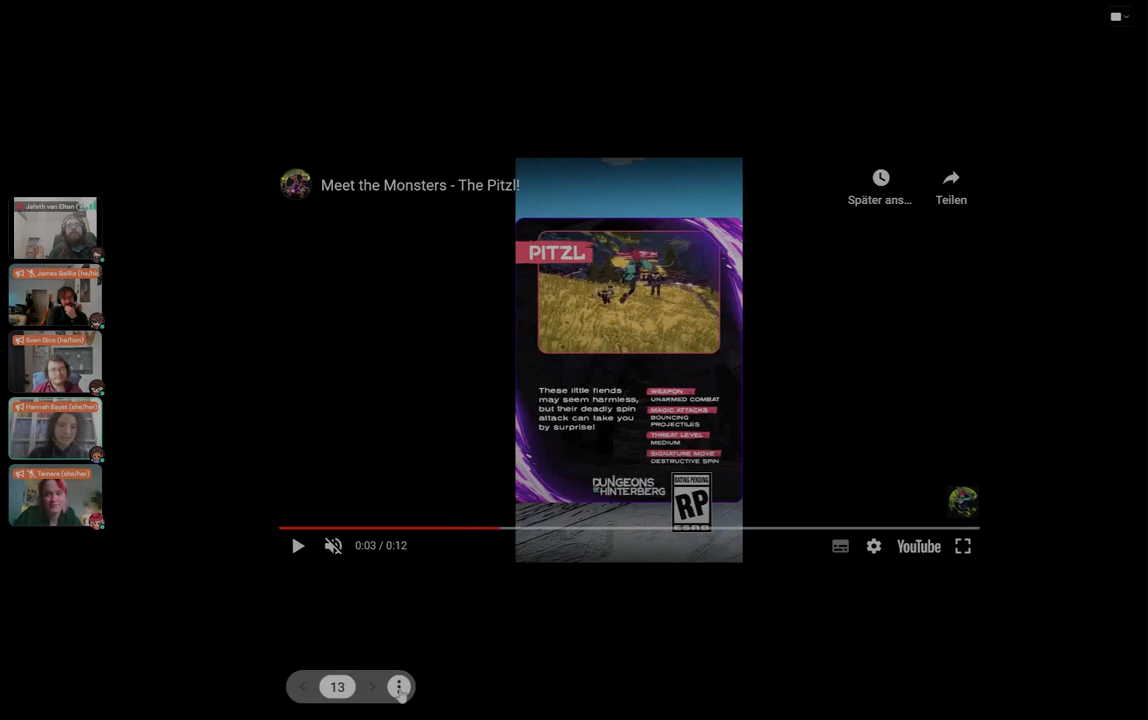 Meet the Monsters - The Pitzl!
Später ans...
Teilen
Jafeth van Elten (
James Baillie (he/hi
Sven Gins (he/him)
Hannah Bayat (she/her)
Tamara (she/her)
PITZL
These little fiends
may seem harmless,
but their deadly spin
attack can take you
by surprise!
WEAPON
UNARMED COMBAT
MAGIC ATTACKS
BOUNCING
PROJECTILES
THREAT LEVEL
MEDIUM
SIGNATURE MOVE
DESTRUCTIVE SPIN
DUNGEONS
OF HINTERBERG
RATING PENDING
RP
ESRB
0:03 / 0:12
YouTube
13